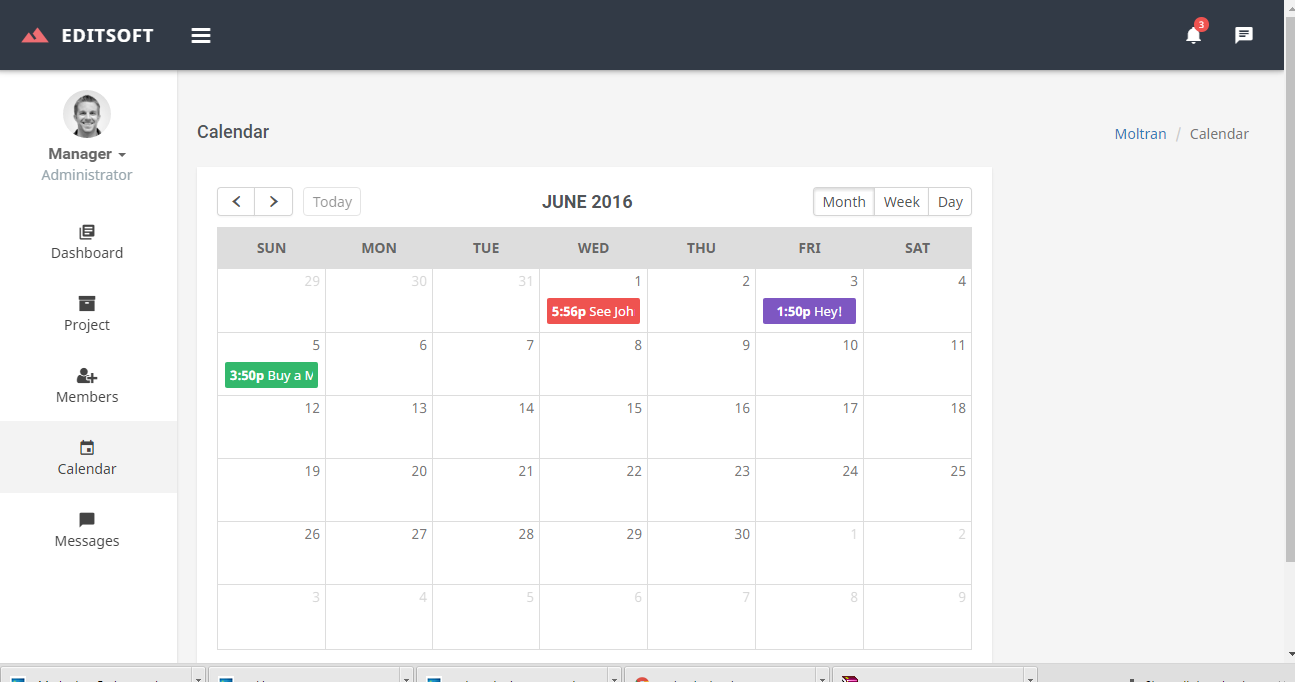 EDITSOFT
3
Manager
Administrator
Dashboard
Project
Members
Calendar
Messages
Calendar
Moltran / Calendar
Today
JUNE 2016
Month Week Day
SUN MON TUE WED THU FRI SAT
29 30 31 1 2 3 4
5:56p See Joh
1:50p Hey!
5 6 7 8 9 10 11
3:50p Buy a M
12 13 14 15 16 17 18
19 20 21 22 23 24 25
26 27 28 29 30 1 2
3 4 5 6 7 8 9